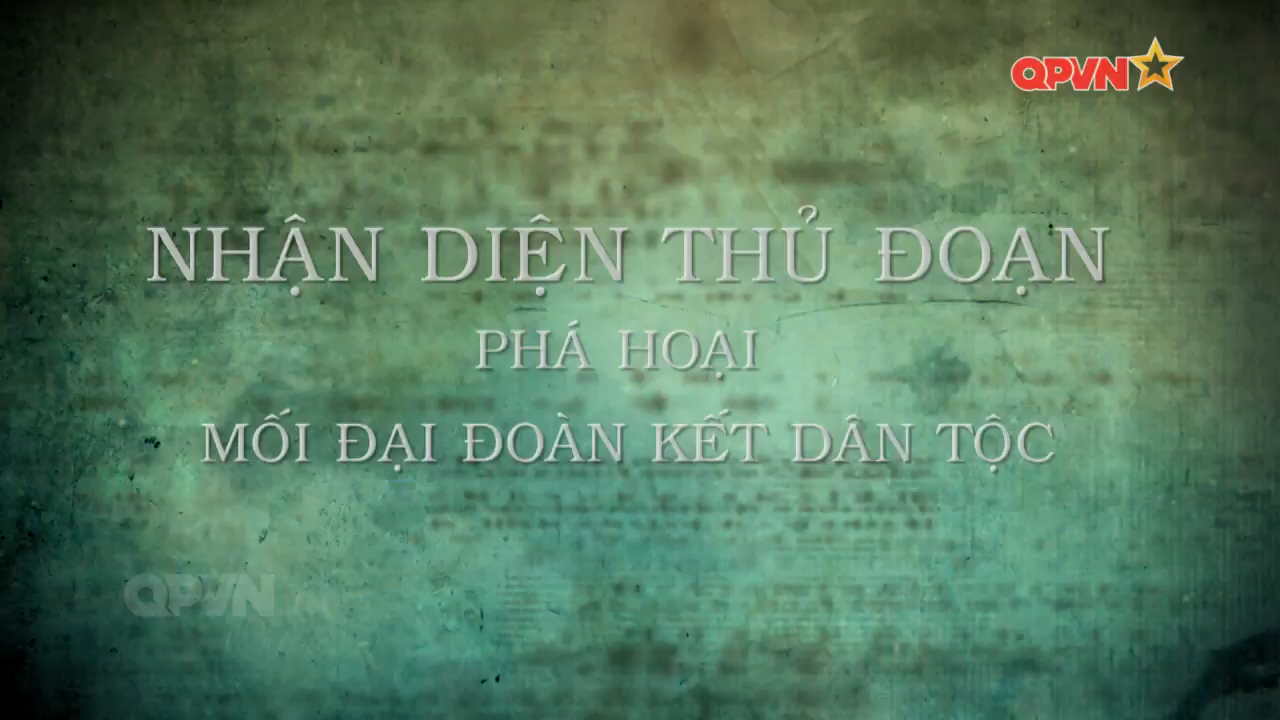 QPVN
NHẬN DIỆN THỦ ĐOẠN
PHÁ HOẠI
MỐI ĐẠI ĐOÀN KẾT DÂN TỘC
QPVN